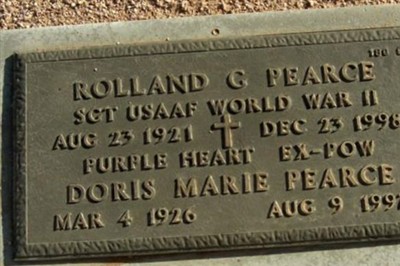 ROLLAND G PEARCE
SGT USAAF WORLD WAR II
AUG 23 1921 DEC 23 1998
PURPLE HEART EX-POW
DORIS MARIE PEARCE
MAR 4 1926 AUG 9 1997